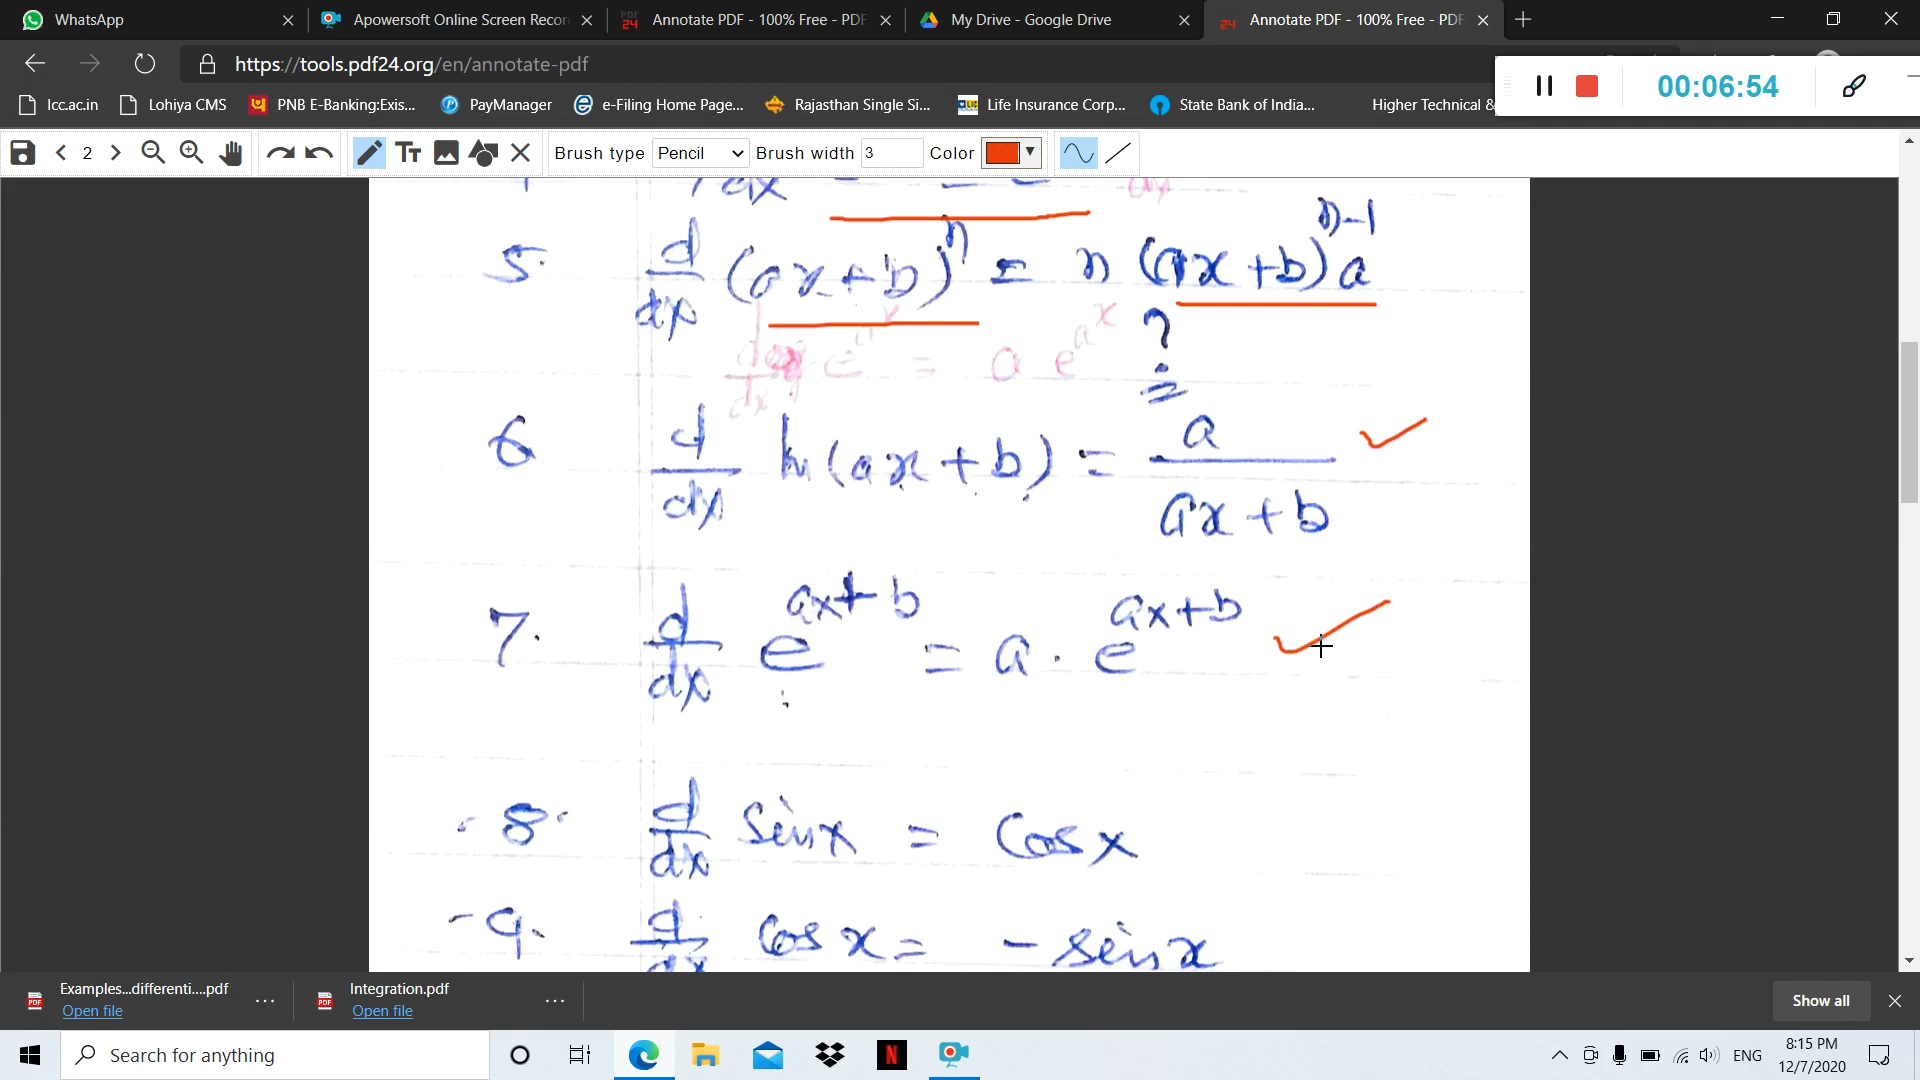 WhatsApp
Apowersoft Online Screen Recor
Annotate PDF - 100% Free - PDF
My Drive - Google Drive
Annotate PDF - 100% Free - PDF
https://tools.pdf24.org/en/annotate-pdf
00:06:54
lcc.ac.in
Lohiya CMS
PNB E-Banking:Exis...
PayManager
e-Filing Home Page...
Rajasthan Single Si...
Life Insurance Corp...
State Bank of India...
Higher Technical &
2
Brush type Pencil Brush width 3 Color
5. d/dx (ax+b)^n = n (ax+b)^n-1 a
d/dx e^a^x = a e^a^x ?
6 d/dx ln(ax+b) = a/ax+b
7. d/dx e^ax+b = a . e^ax+b
8. d/dx Sinx = Cosx
9. d/dx Cosx = - sinx
Examples...differenti....pdf
Open file
Integration.pdf
Open file
Show all
Search for anything
ENG
8:15 PM
12/7/2020